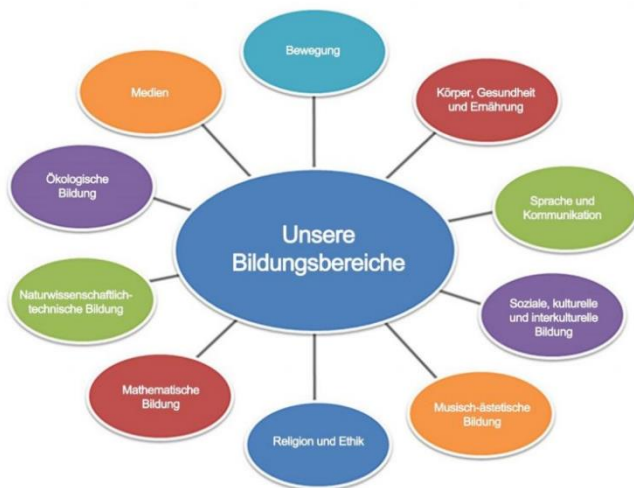 Bewegung
Körper, Gesundheit
und Ernährung
Sprache und
Kommunikation
Soziale, kulturelle
und interkulturelle
Bildung
Musisch-ästetische
Bildung
Religion und Ethik
Mathematische
Bildung
Naturwissenschaftlich-
technische Bildung
Ökologische
Bildung
Medien
Unsere
Bildungsbereiche